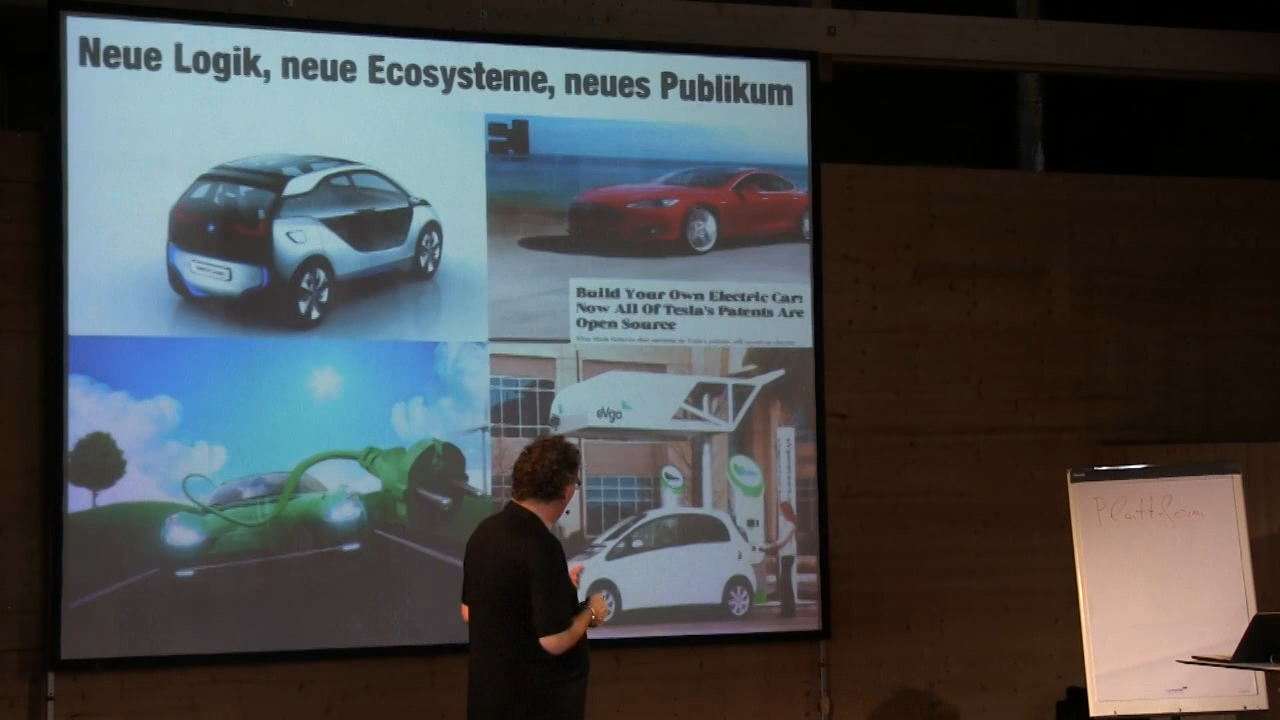 Neue Logik, neue Ecosysteme, neues Publikum
Build Your Own Electric Car:
Now All Of Tesla's Patents Are
Open Source
eVgo
Plattform